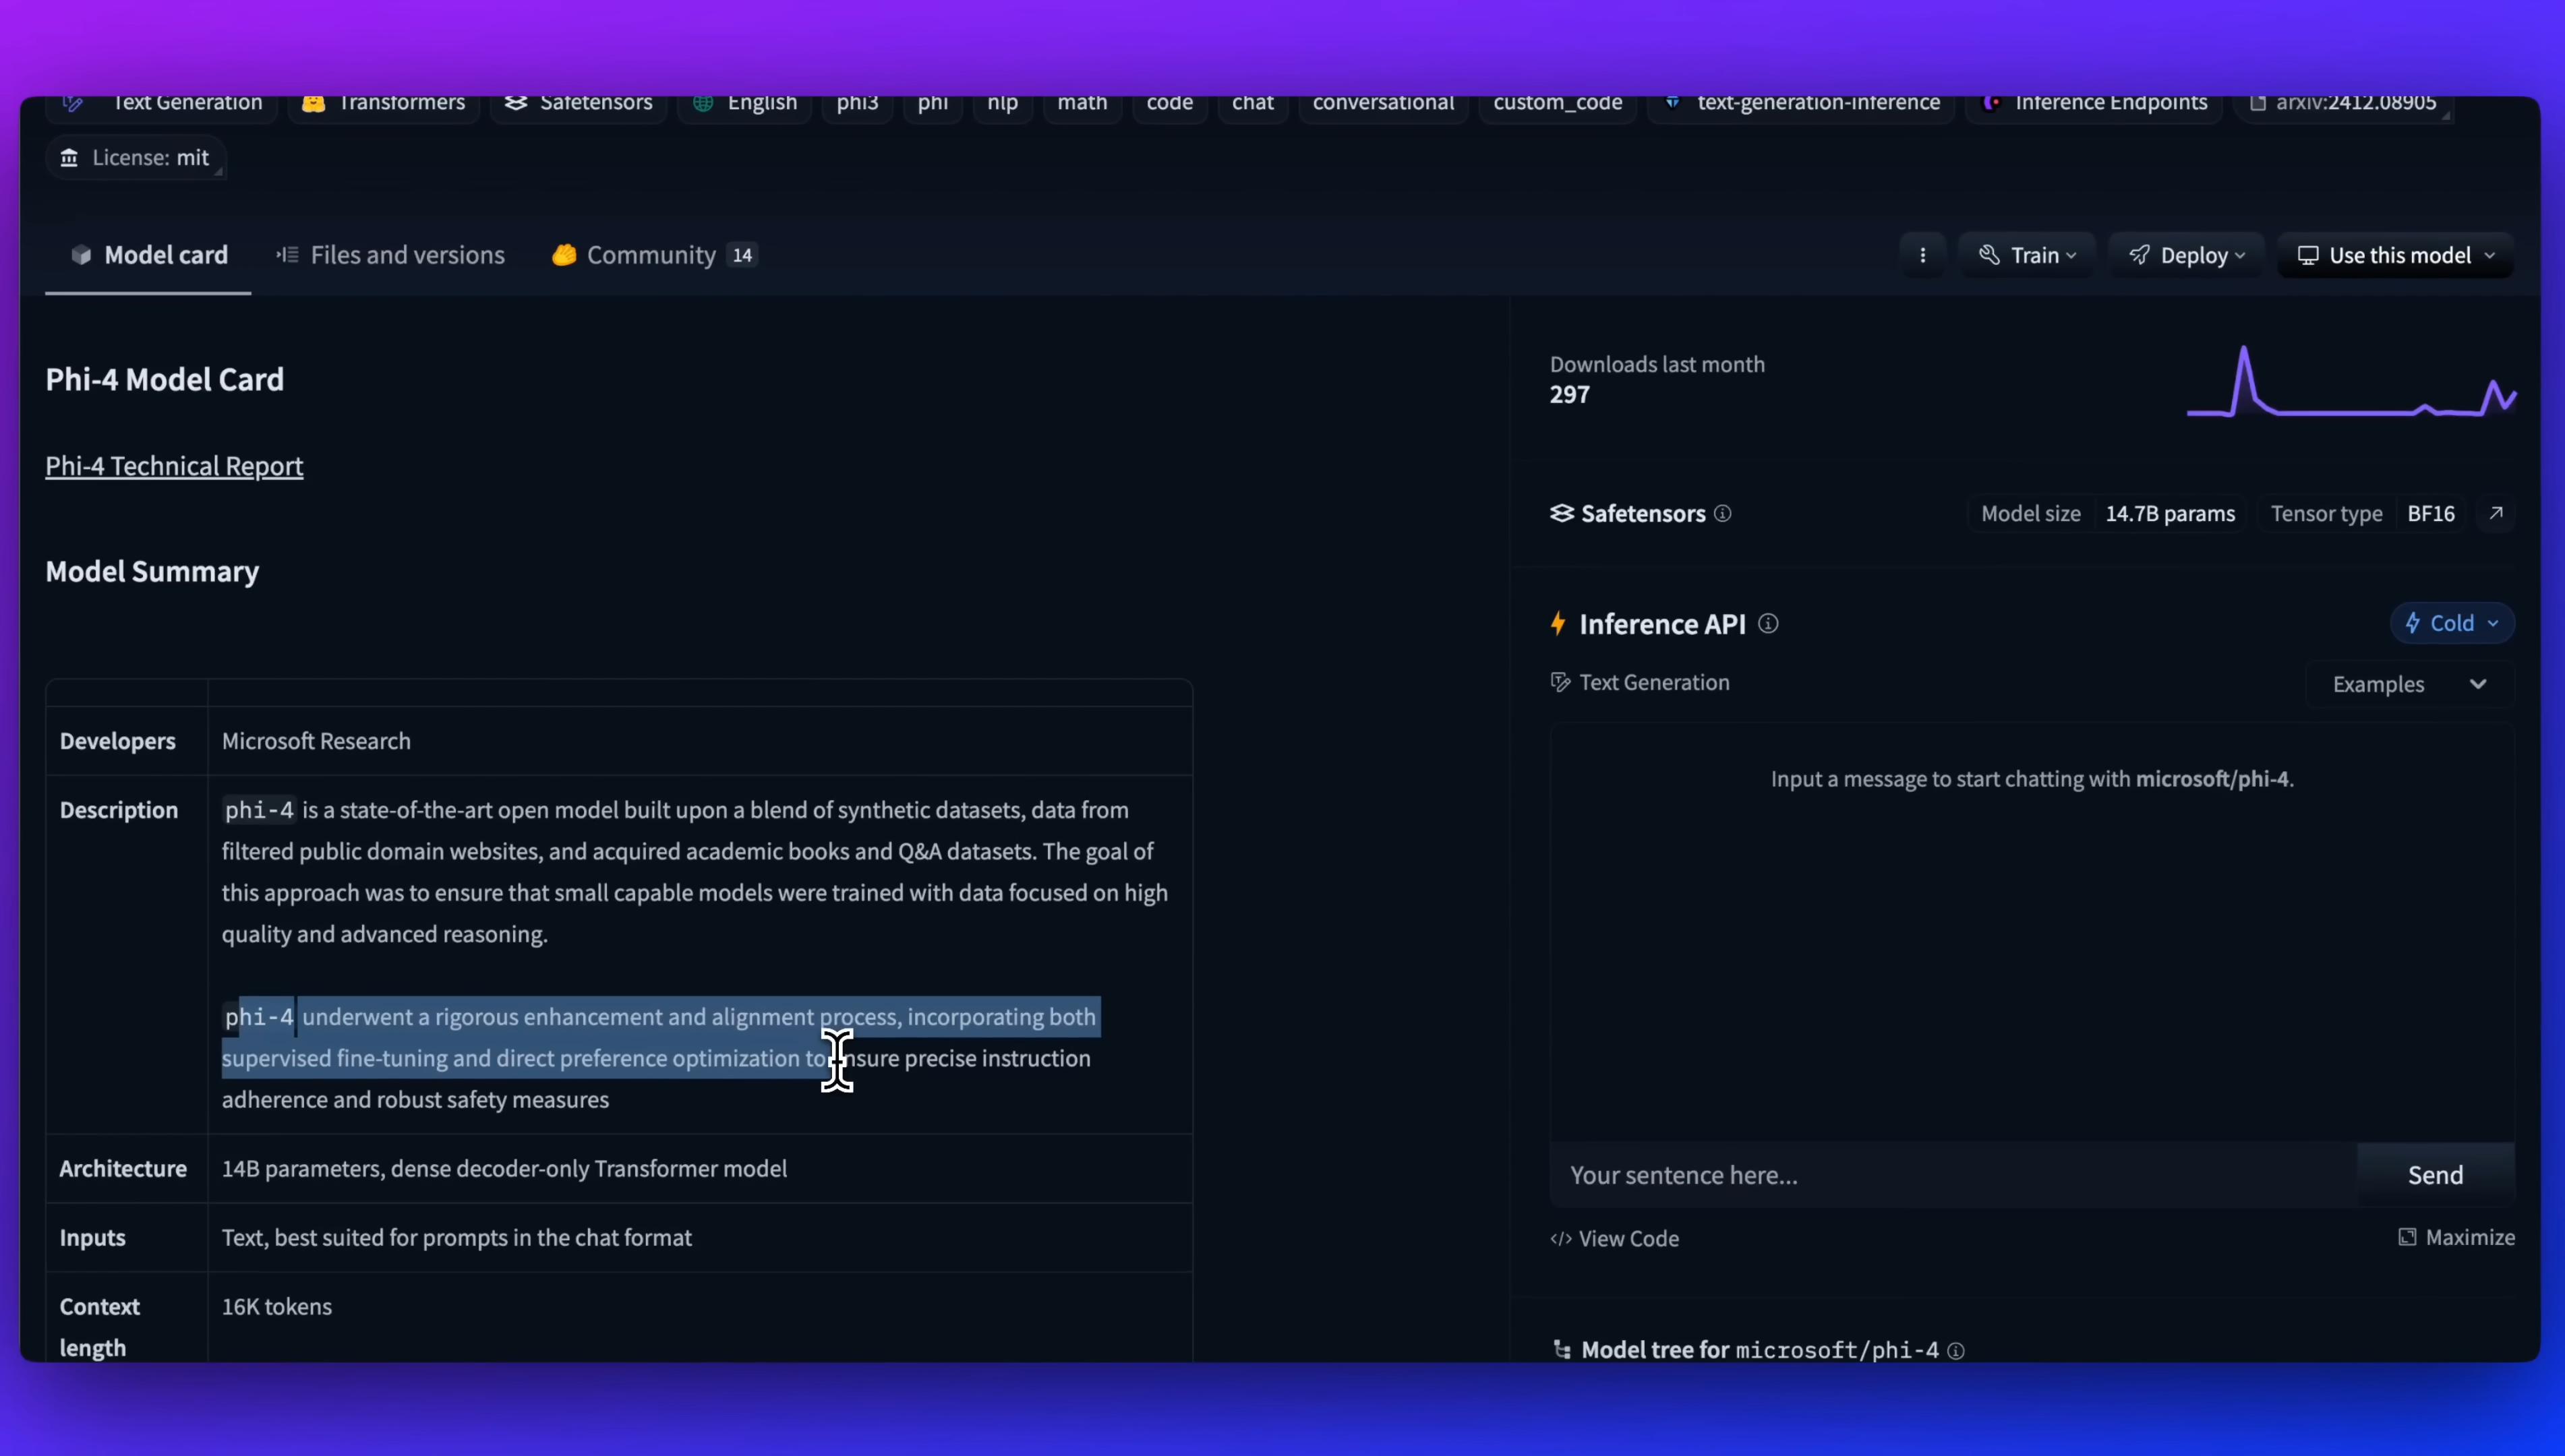 Text Generation Transformers Safetensors English phi3 phi nlp math code chat conversational custom_code text-generation-inference Inference Endpoints arxiv:2412.08905
License: mit
Model card Files and versions Community 14 Train Deploy Use this model
Phi-4 Model Card
Phi-4 Technical Report
Model Summary
Developers Microsoft Research
Description phi-4 is a state-of-the-art open model built upon a blend of synthetic datasets, data from
filtered public domain websites, and acquired academic books and Q&A datasets. The goal of
this approach was to ensure that small capable models were trained with data focused on high
quality and advanced reasoning.
phi-4 underwent a rigorous enhancement and alignment process, incorporating both
supervised fine-tuning and direct preference optimization to ensure precise instruction
adherence and robust safety measures
Architecture 14B parameters, dense decoder-only Transformer model
Inputs Text, best suited for prompts in the chat format
Context 16K tokens
length
Downloads last month
297
Safetensors Model size 14.7B params Tensor type BF16
Inference API Cold
Text Generation Examples
Input a message to start chatting with microsoft/phi-4.
Your sentence here... Send
</> View Code Maximize
Model tree for microsoft/phi-4